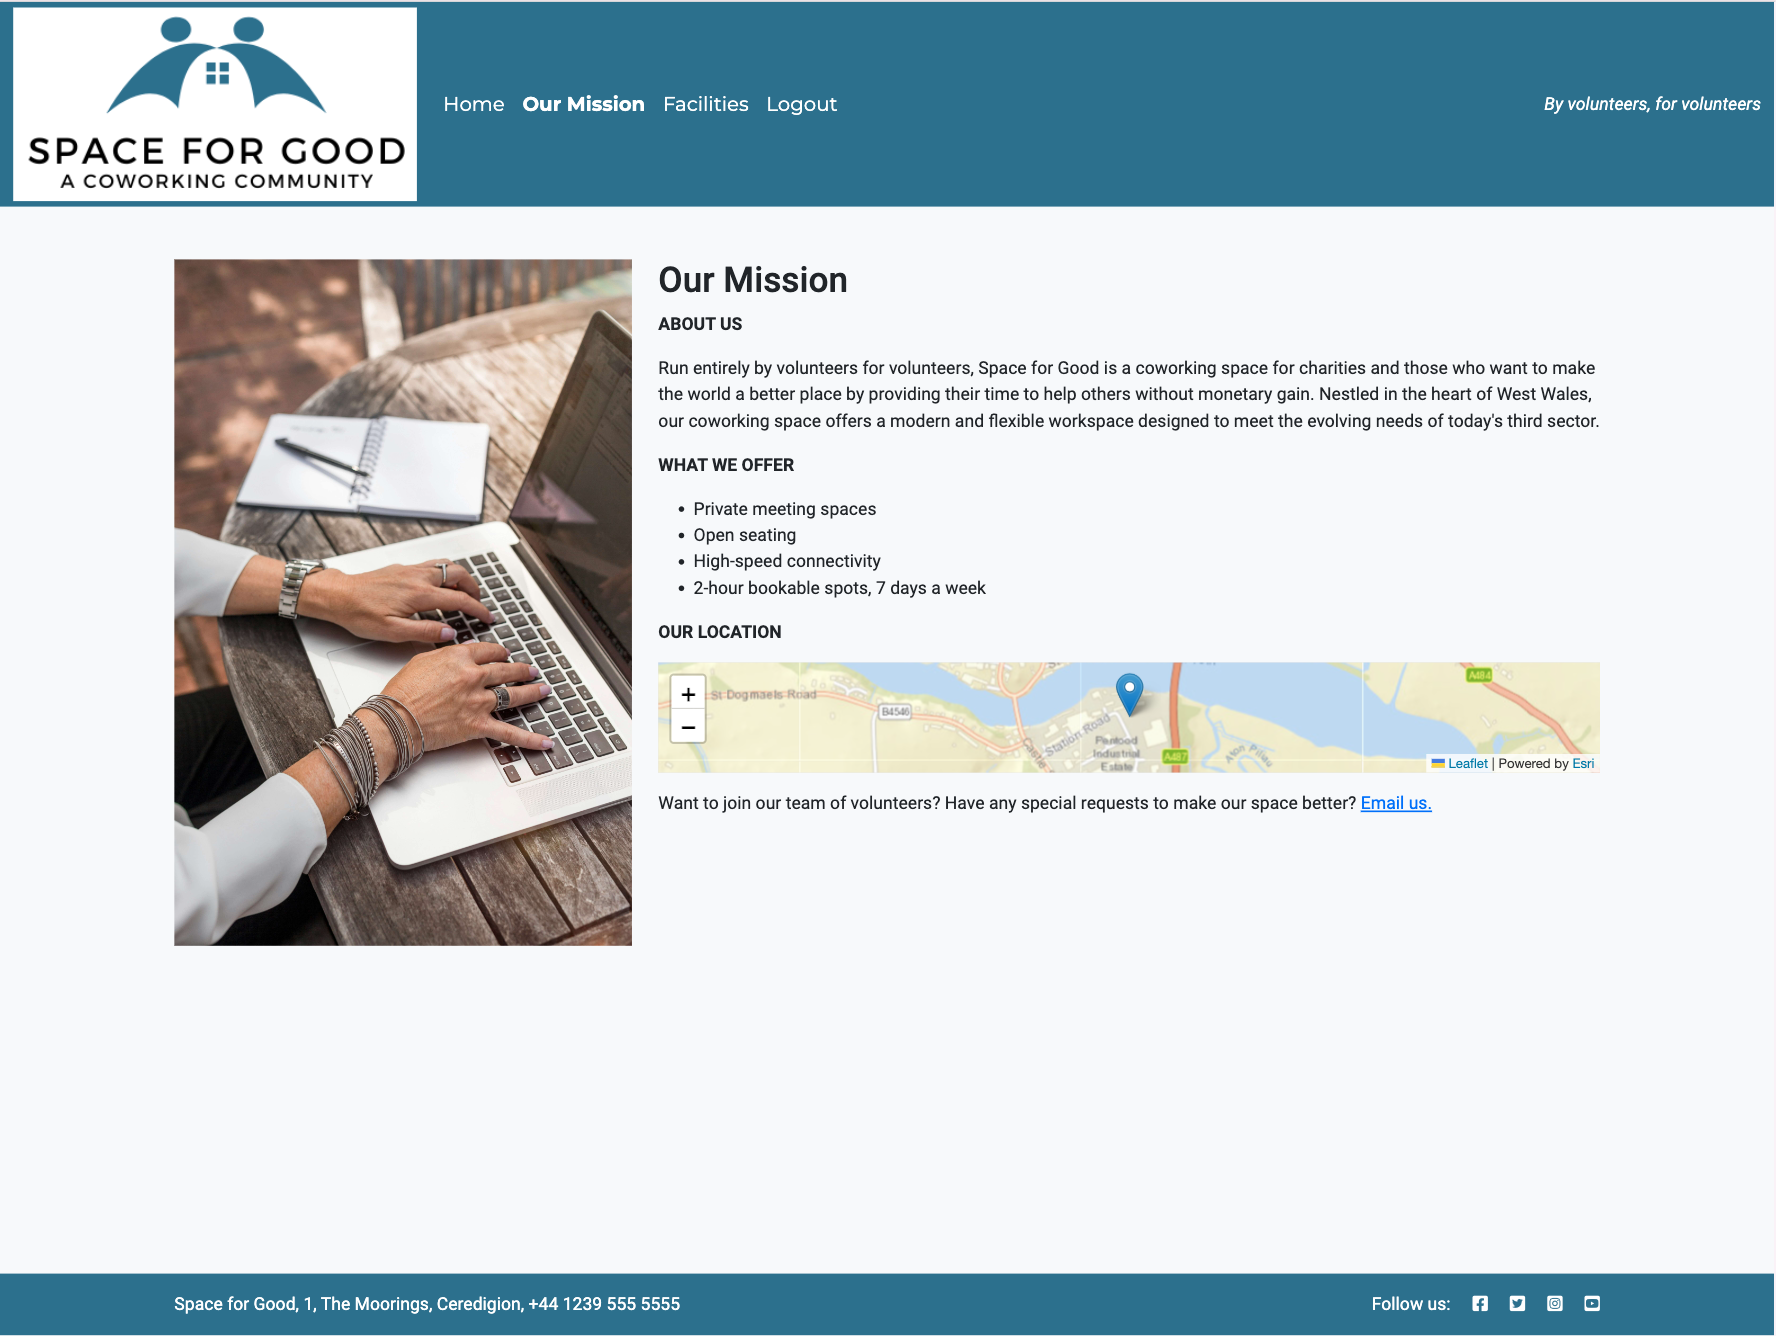 SPACE FOR GOOD
A COWORKING COMMUNITY
Home Our Mission Facilities Logout
By volunteers, for volunteers
Our Mission
ABOUT US
Run entirely by volunteers for volunteers, Space for Good is a coworking space for charities and those who want to make
the world a better place by providing their time to help others without monetary gain. Nestled in the heart of West Wales,
our coworking space offers a modern and flexible workspace designed to meet the evolving needs of today's third sector.
WHAT WE OFFER
• Private meeting spaces
• Open seating
• High-speed connectivity
• 2-hour bookable spots, 7 days a week
OUR LOCATION
+
−
St Dogmaels Road
B4546
Station Road
Pentood
Industrial
Estate
A487
A484
Leaflet | Powered by Esri
Want to join our team of volunteers? Have any special requests to make our space better? Email us.
Space for Good, 1, The Moorings, Ceredigion, +44 1239 555 5555
Follow us: